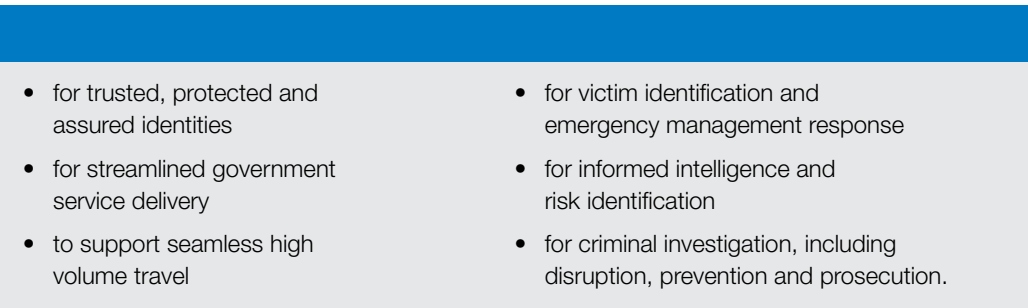 • for trusted, protected and
assured identities
• for streamlined government
service delivery
• to support seamless high
volume travel
• for victim identification and
emergency management response
• for informed intelligence and
risk identification
• for criminal investigation, including
disruption, prevention and prosecution.